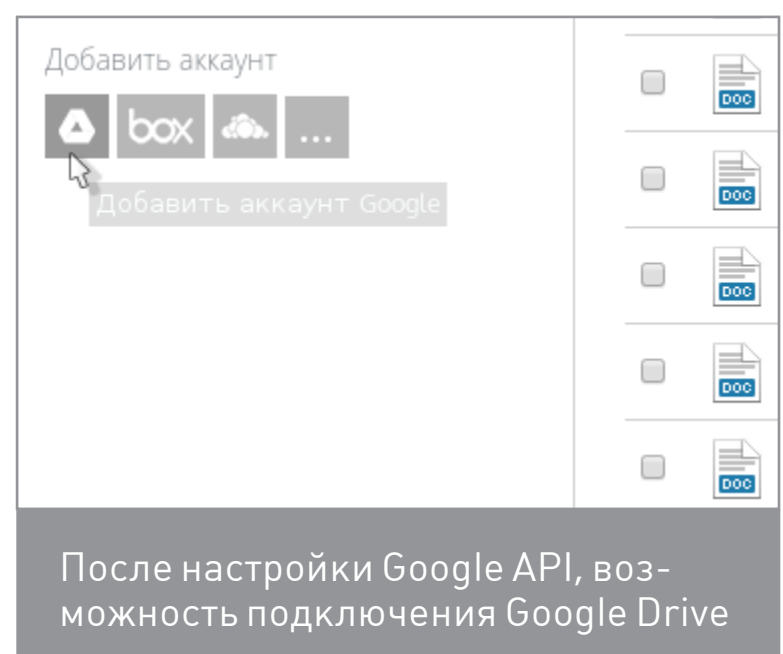 Добавить аккаунт
box
...
Добавить аккаунт Google
DOC
DOC
DOC
DOC
DOC
После настройки Google API, воз-
можность подключения Google Drive